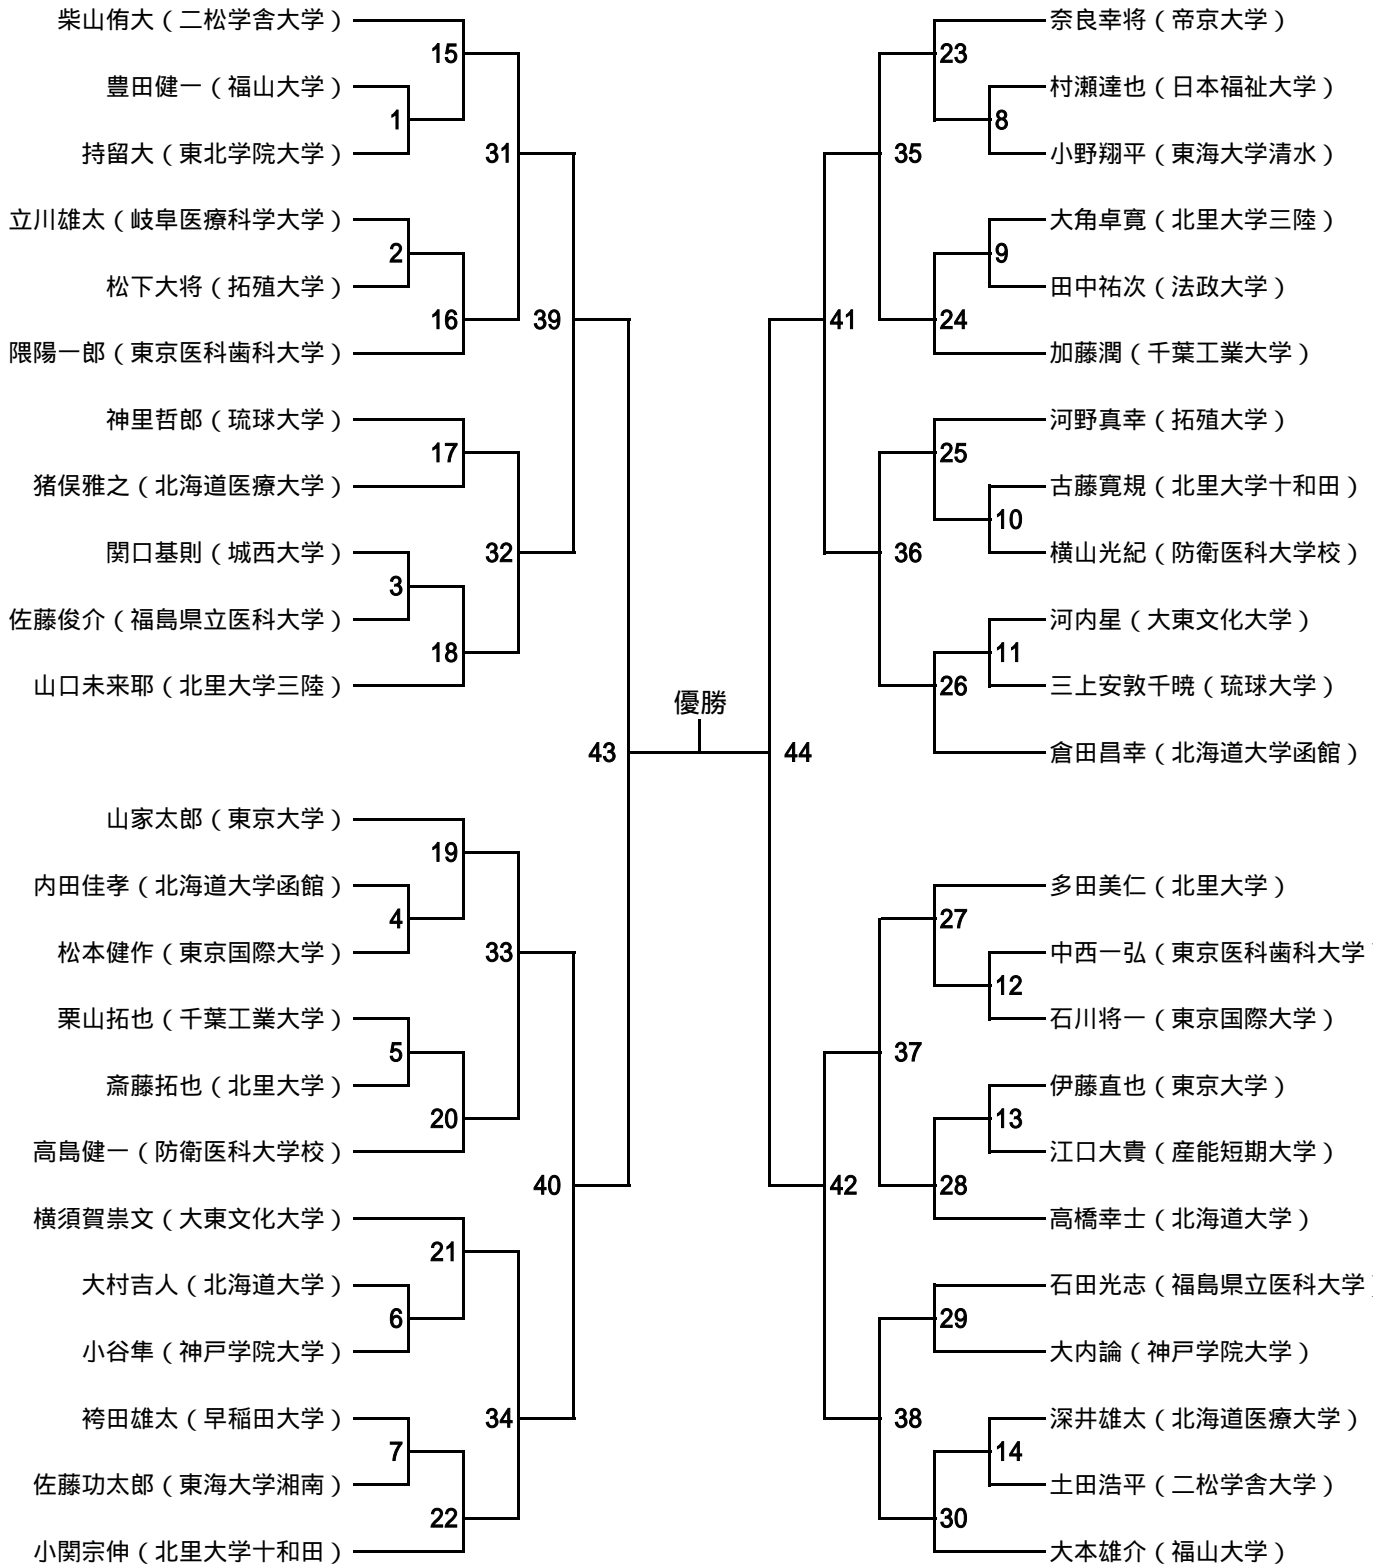 柴山侑大（二松学舎大学）
豊田健一（福山大学）
持留大（東北学院大学）
立川雄太（岐阜医療科学大学）
松下大将（拓殖大学）
隈陽一郎（東京医科歯科大学）
神里哲郎（琉球大学）
猪俣雅之（北海道医療大学）
関口基則（城西大学）
佐藤俊介（福島県立医科大学）
山口未来耶（北里大学三陸）
山家太郎（東京大学）
内田佳孝（北海道大学函館）
松本健作（東京国際大学）
栗山拓也（千葉工業大学）
斎藤拓也（北里大学）
高島健一（防衛医科大学校）
横須賀崇文（大東文化大学）
大村吉人（北海道大学）
小谷隼（神戸学院大学）
袴田雄太（早稲田大学）
佐藤功太郎（東海大学湘南）
小関宗伸（北里大学十和田）
15
1
2
16
17
3
18
19
4
5
20
21
6
7
22
31
32
33
34
39
40
43
優勝
44
41
42
35
36
37
38
23
8
9
24
25
10
11
26
27
12
13
28
29
14
30
奈良幸将（帝京大学）
村瀬達也（日本福祉大学）
小野翔平（東海大学清水）
大角卓寛（北里大学三陸）
田中祐次（法政大学）
加藤潤（千葉工業大学）
河野真幸（拓殖大学）
古藤寛規（北里大学十和田）
横山光紀（防衛医科大学校）
河内星（大東文化大学）
三上安敦千暁（琉球大学）
倉田昌幸（北海道大学函館）
多田美仁（北里大学）
中西一弘（東京医科歯科大学）
石川将一（東京国際大学）
伊藤直也（東京大学）
江口大貴（産能短期大学）
高橋幸士（北海道大学）
石田光志（福島県立医科大学）
大内論（神戸学院大学）
深井雄太（北海道医療大学）
土田浩平（二松学舎大学）
大本雄介（福山大学）